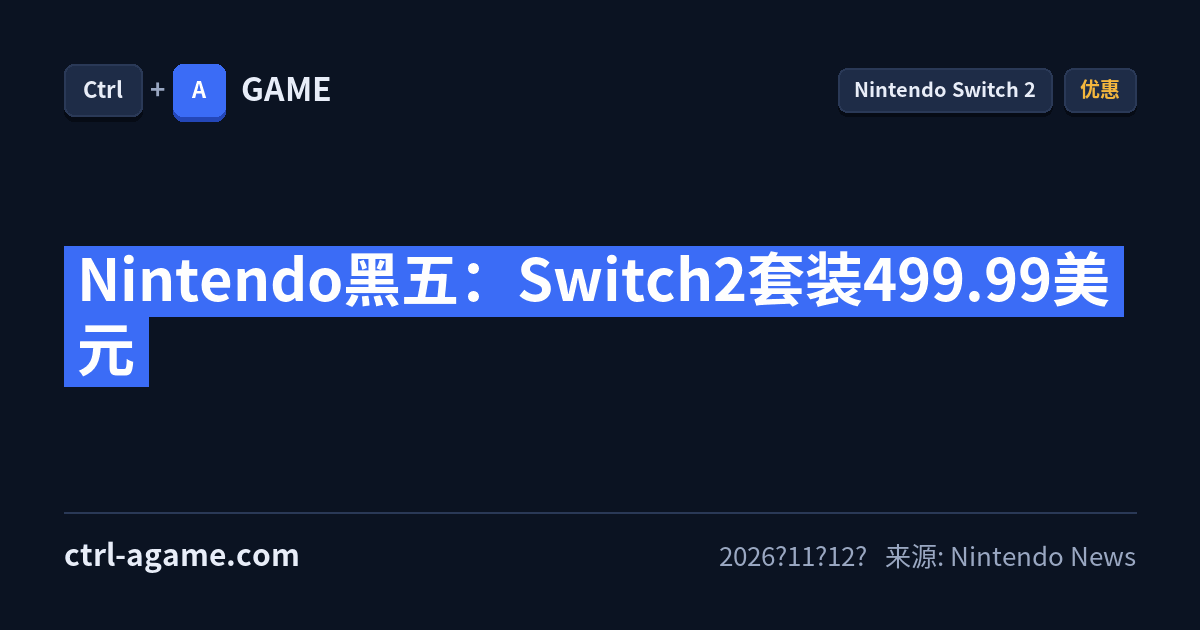 Ctrl + A GAME
Nintendo Switch 2 优惠
Nintendo黑五：Switch2套装499.99美
元
ctrl-agame.com
2026?11?12? 来源: Nintendo News